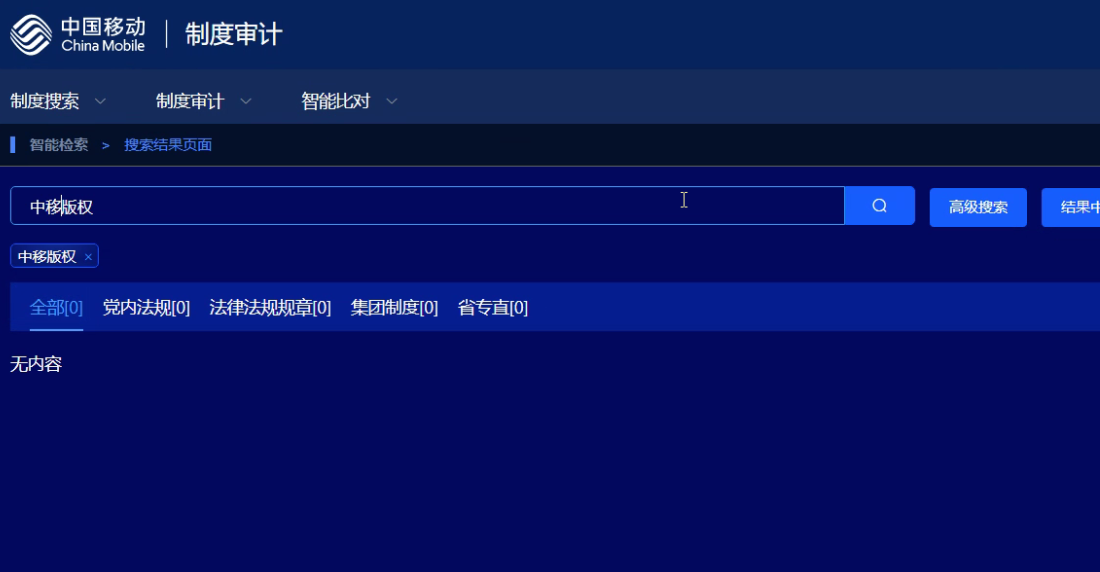 中国移动 China Mobile 制度审计
制度搜索 制度审计 智能比对
智能检索 > 搜索结果页面
中移版权 高级搜索 结果中
中移版权 ×
全部[0] 党内法规[0] 法律法规规章[0] 集团制度[0] 省专直[0]
无内容